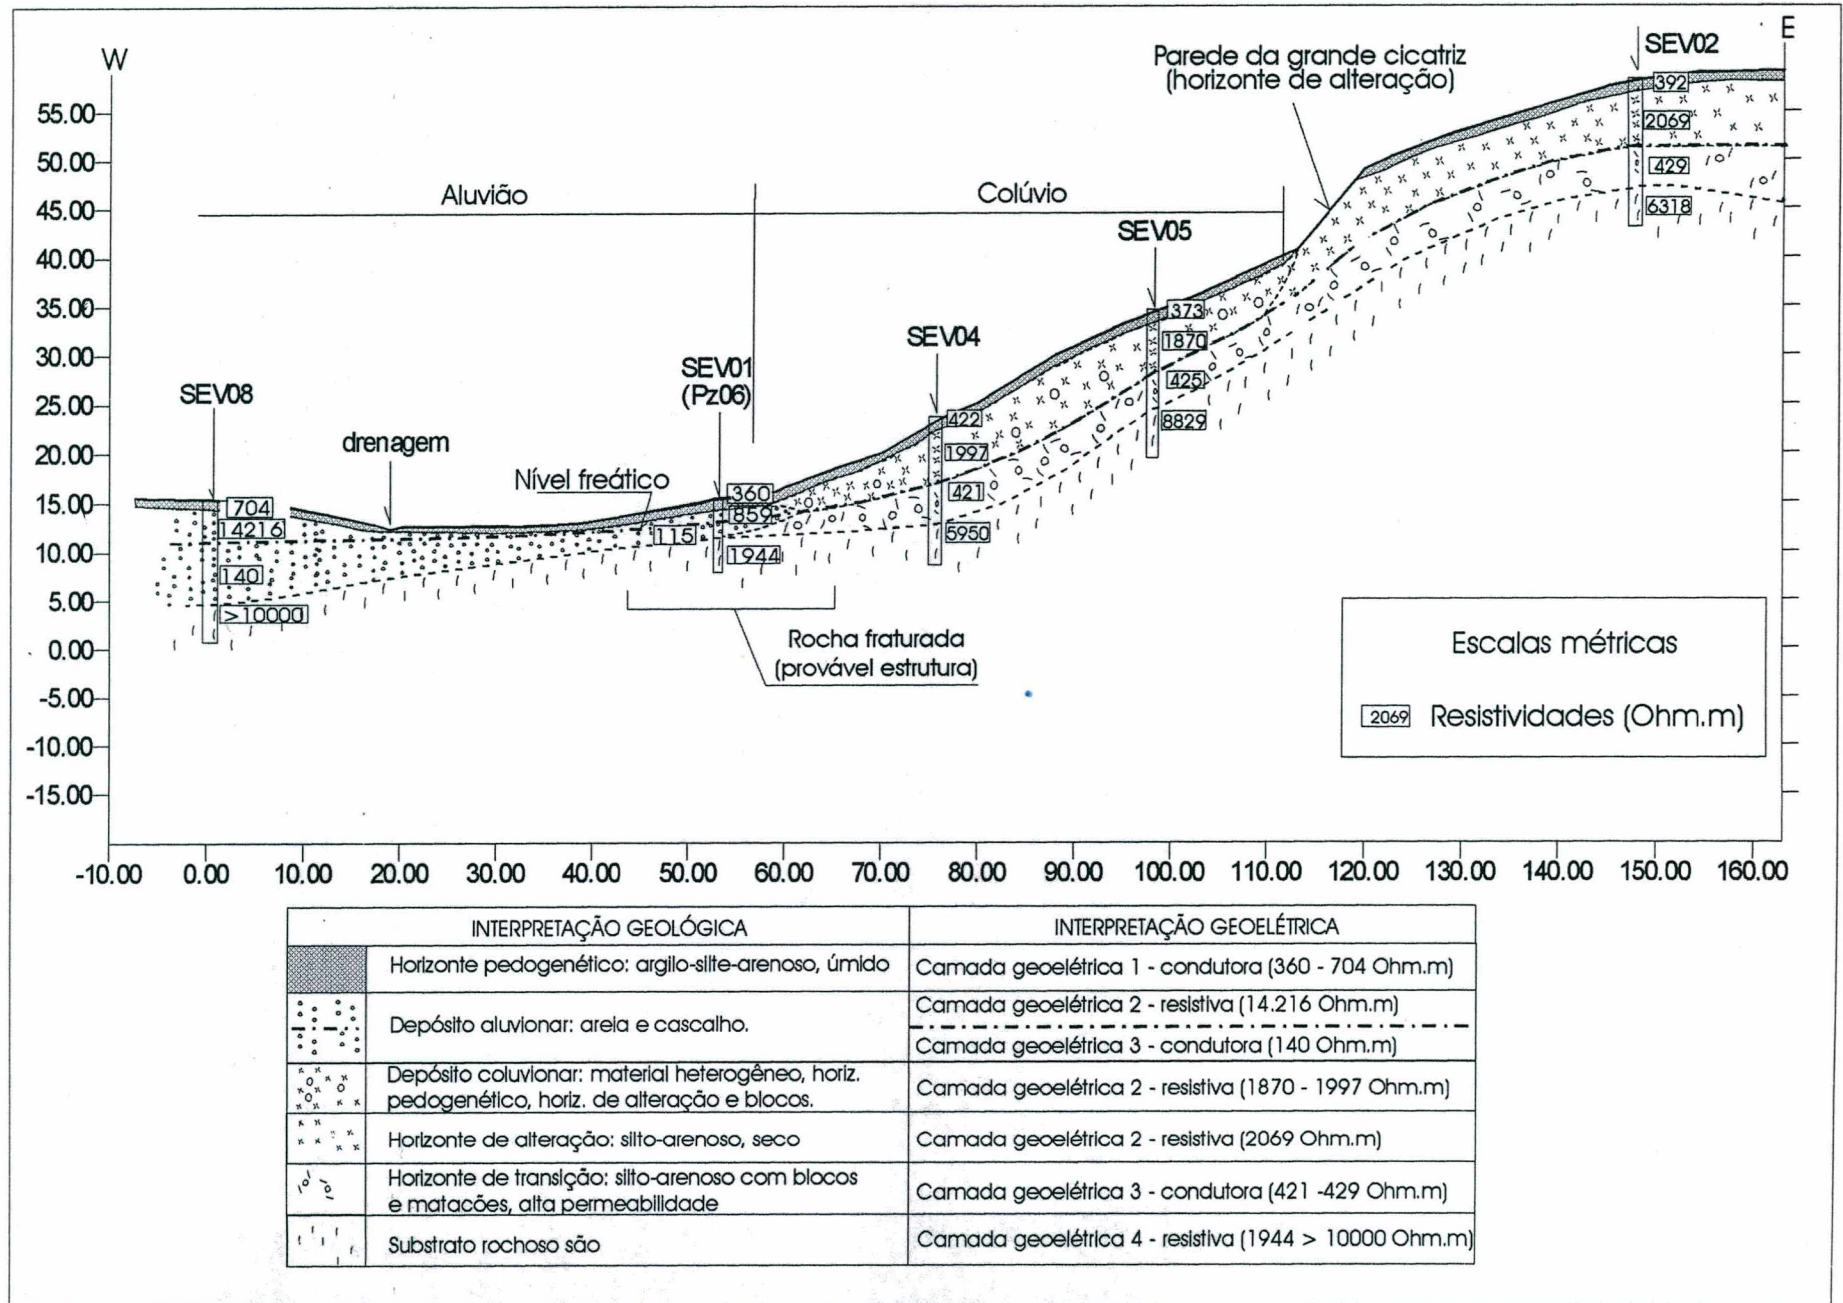 W
E
SEV02
Parede da grande cicatriz
(horizonte de alteração)
392
2069
429
6318
55.00
50.00
45.00
40.00
35.00
30.00
25.00
20.00
15.00
10.00
5.00
0.00
-5.00
-10.00
-15.00
Aluvião
Colúvio
SEV05
373
1870
425
8829
SEV04
422
1997
421
5950
SEV01
(Pz06)
360
859
115
1944
SEV08
704
14216
140
>10000
drenagem
Nível freático
Rocha fraturada
(provável estrutura)
Escalas métricas
2069 Resistividades (Ohm.m)
-10.00 0.00 10.00 20.00 30.00 40.00 50.00 60.00 70.00 80.00 90.00 100.00 110.00 120.00 130.00 140.00 150.00 160.00
INTERPRETAÇÃO GEOLÓGICA
INTERPRETAÇÃO GEOELÉTRICA
Horizonte pedogenético: argilo-silte-arenoso, úmido
Camada geoelétrica 1 - condutora (360 - 704 Ohm.m)
Depósito aluvionar: areia e cascalho.
Camada geoelétrica 2 - resistiva (14.216 Ohm.m)
Camada geoelétrica 3 - condutora (140 Ohm.m)
Depósito coluvionar: material heterogêneo, horiz.
pedogenético, horiz. de alteração e blocos.
Camada geoelétrica 2 - resistiva (1870 - 1997 Ohm.m)
Horizonte de alteração: silto-arenoso, seco
Camada geoelétrica 2 - resistiva (2069 Ohm.m)
Horizonte de transição: silto-arenoso com blocos
e matacões, alta permeabilidade
Camada geoelétrica 3 - condutora (421 -429 Ohm.m)
Substrato rochoso são
Camada geoelétrica 4 - resistiva (1944 > 10000 Ohm.m)